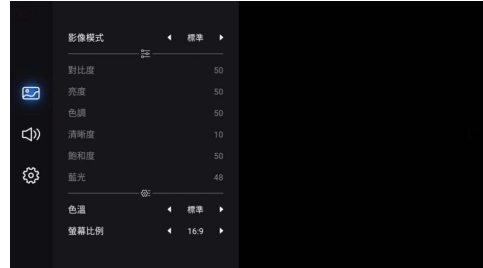 影像模式 標準
對比度 50
亮度 50
色調 50
清晰度 10
飽和度 50
藍光 48
色溫 標準
螢幕比例 16:9